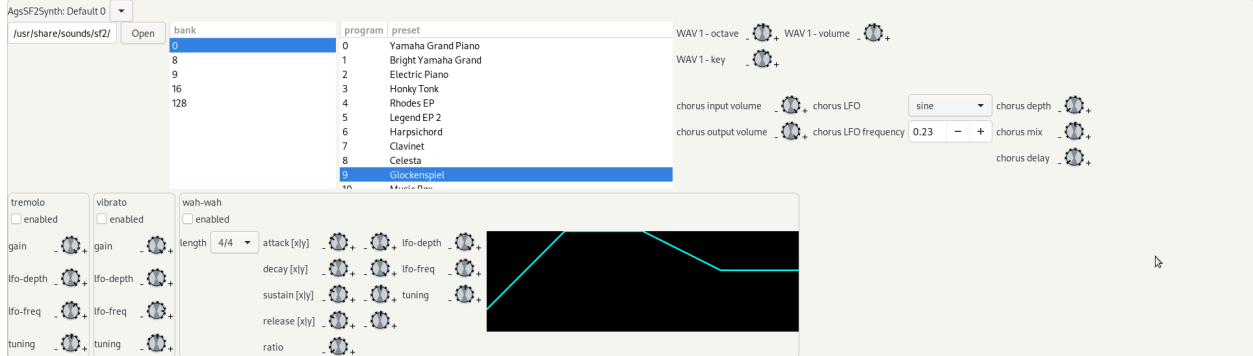 AgsSF2Synth: Default 0
/usr/share/sounds/sf2/ Open
bank
0
8
9
16
128
program preset
0 Yamaha Grand Piano
1 Bright Yamaha Grand
2 Electric Piano
3 Honky Tonk
4 Rhodes EP
5 Legend EP 2
6 Harpsichord
7 Clavinet
8 Celesta
9 Glockenspiel
10 Music Box
WAV 1 - octave - + WAV 1 - volume - +
WAV 1 - key - +
chorus input volume - + chorus LFO sine chorus depth - +
chorus output volume - + chorus LFO frequency 0.23 − + chorus mix - +
chorus delay - +
tremolo
enabled
gain - +
lfo-depth - +
lfo-freq - +
tuning - +
vibrato
enabled
gain - +
lfo-depth - +
lfo-freq - +
tuning - +
wah-wah
enabled
length 4/4 attack [x|y] - + - + lfo-depth - +
decay [x|y] - + - + lfo-freq - +
sustain [x|y] - + - + tuning - +
release [x|y] - + - +
ratio - +